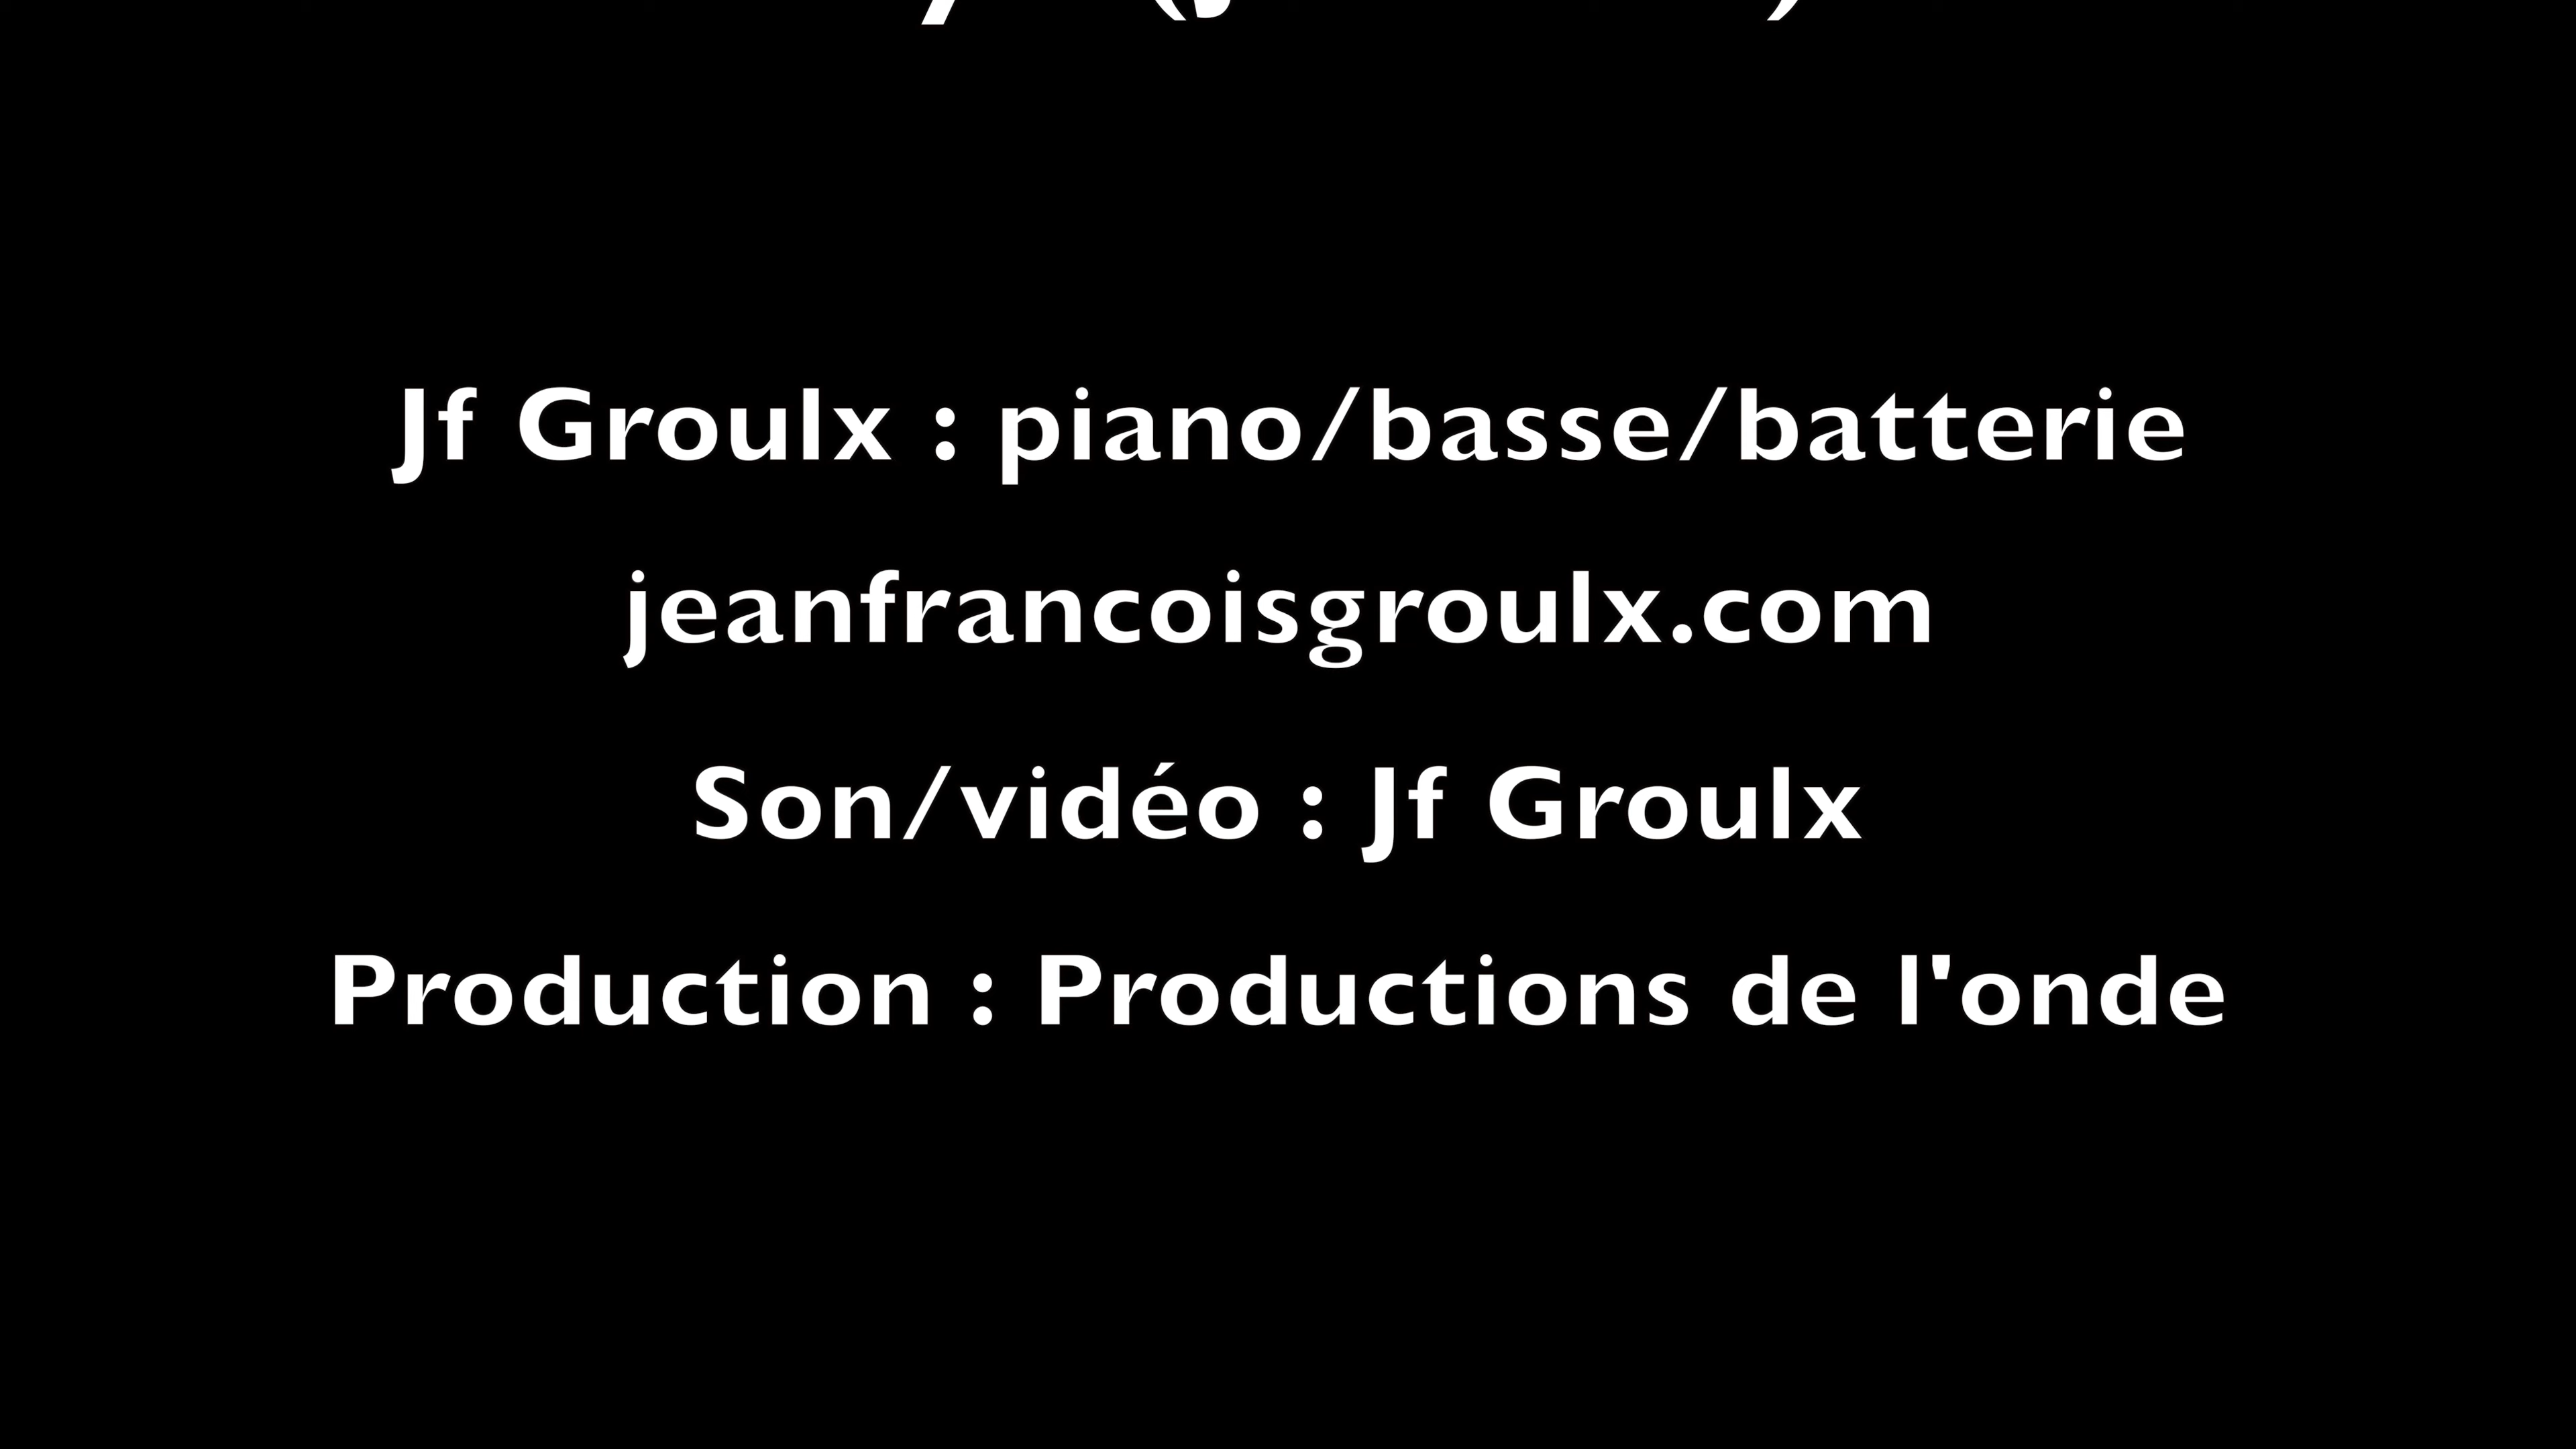 Jf Groulx : piano/basse/batterie
jeanfrancoisgroulx.com
Son/vidéo : Jf Groulx
Production : Productions de l'onde